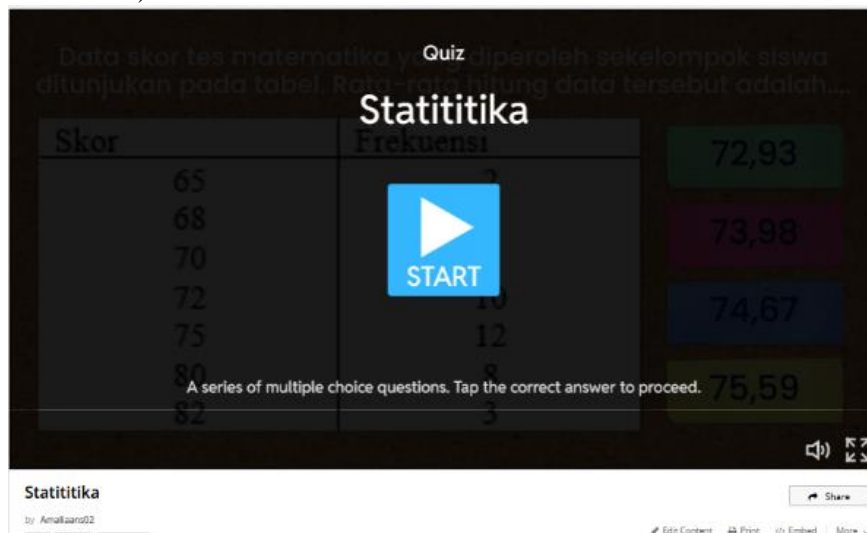 Data skor tes matematika yang diperoleh sekelompok siswa
ditunjukan pada tabel. Rata-rata hitung data tersebut adalah....
Quiz
Statititika
Skor Frekuensi
65 2
68
70
72 10
75 12
80 8
82 3
72,93
73,98
74,67
75,59
START
A series of multiple choice questions. Tap the correct answer to proceed.
Statititika
Share
by Amaliaans02
Edit Content Print Embed More